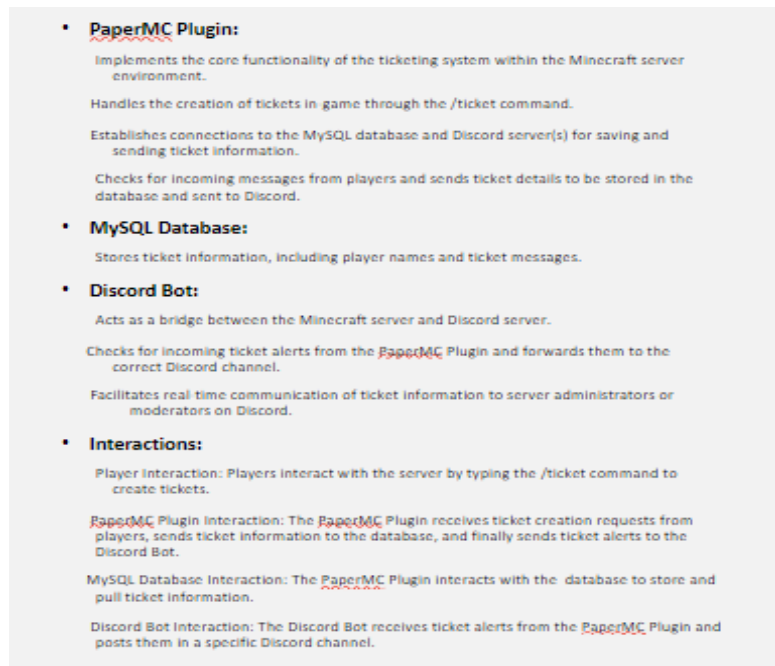 • PaperMC Plugin:
Implements the core functionality of the ticketing system within the Minecraft server
environment.
Handles the creation of tickets in-game through the /ticket command.
Establishes connections to the MySQL database and Discord server(s) for saving and
sending ticket information.
Checks for incoming messages from players and sends ticket details to be stored in the
database and sent to Discord.
• MySQL Database:
Stores ticket information, including player names and ticket messages.
• Discord Bot:
Acts as a bridge between the Minecraft server and Discord server.
Checks for incoming ticket alerts from the PaperMC Plugin and forwards them to the
correct Discord channel.
Facilitates real-time communication of ticket information to server administrators or
moderators on Discord.
• Interactions:
Player Interaction: Players interact with the server by typing the /ticket command to
create tickets.
PaperMC Plugin Interaction: The PaperMC Plugin receives ticket creation requests from
players, sends ticket information to the database, and finally sends ticket alerts to the
Discord Bot.
MySQL Database Interaction: The PaperMC Plugin interacts with the database to store and
pull ticket information.
Discord Bot Interaction: The Discord Bot receives ticket alerts from the PaperMC Plugin and
posts them in a specific Discord channel.